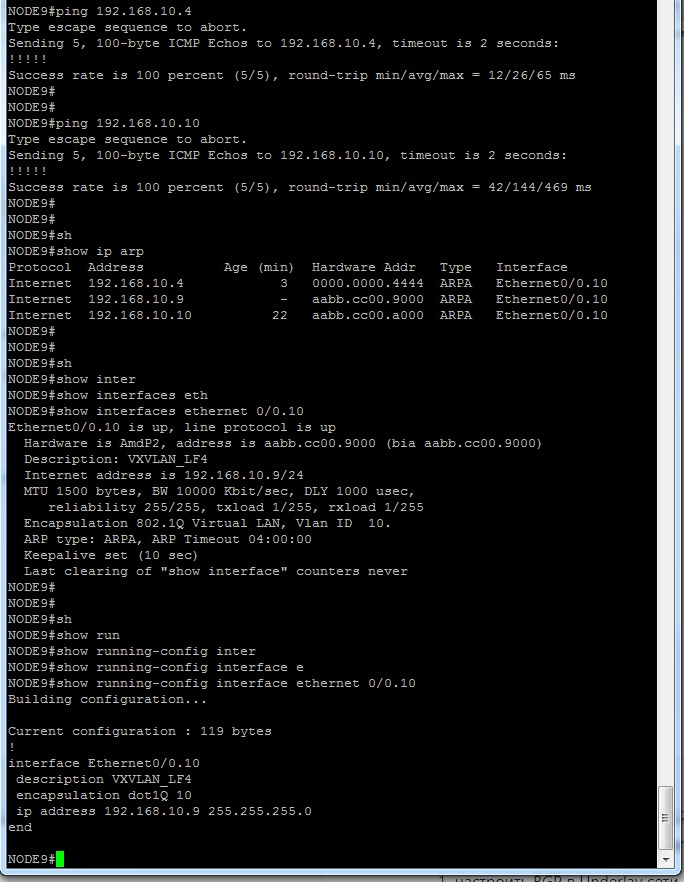 NODE9#ping 192.168.10.4
Type escape sequence to abort.
Sending 5, 100-byte ICMP Echos to 192.168.10.4, timeout is 2 seconds:
!!!!!
Success rate is 100 percent (5/5), round-trip min/avg/max = 12/26/65 ms
NODE9#
NODE9#
NODE9#ping 192.168.10.10
Type escape sequence to abort.
Sending 5, 100-byte ICMP Echos to 192.168.10.10, timeout is 2 seconds:
!!!!!
Success rate is 100 percent (5/5), round-trip min/avg/max = 42/144/469 ms
NODE9#
NODE9#
NODE9#sh
NODE9#show ip arp
Protocol  Address          Age (min)  Hardware Addr   Type   Interface
Internet  192.168.10.4            3   0000.0000.4444  ARPA   Ethernet0/0.10
Internet  192.168.10.9            -   aabb.cc00.9000  ARPA   Ethernet0/0.10
Internet  192.168.10.10          22   aabb.cc00.a000  ARPA   Ethernet0/0.10
NODE9#
NODE9#
NODE9#sh
NODE9#show inter
NODE9#show interfaces eth
NODE9#show interfaces ethernet 0/0.10
Ethernet0/0.10 is up, line protocol is up
  Hardware is AmdP2, address is aabb.cc00.9000 (bia aabb.cc00.9000)
  Description: VXVLAN_LF4
  Internet address is 192.168.10.9/24
  MTU 1500 bytes, BW 10000 Kbit/sec, DLY 1000 usec,
     reliability 255/255, txload 1/255, rxload 1/255
  Encapsulation 802.1Q Virtual LAN, Vlan ID  10.
  ARP type: ARPA, ARP Timeout 04:00:00
  Keepalive set (10 sec)
  Last clearing of "show interface" counters never
NODE9#
NODE9#
NODE9#sh
NODE9#show run
NODE9#show running-config inter
NODE9#show running-config interface e
NODE9#show running-config interface ethernet 0/0.10
Building configuration...

Current configuration : 119 bytes
!
interface Ethernet0/0.10
 description VXVLAN_LF4
 encapsulation dot1Q 10
 ip address 192.168.10.9 255.255.255.0
end

NODE9#
1. настроить BGP в Underlay сети